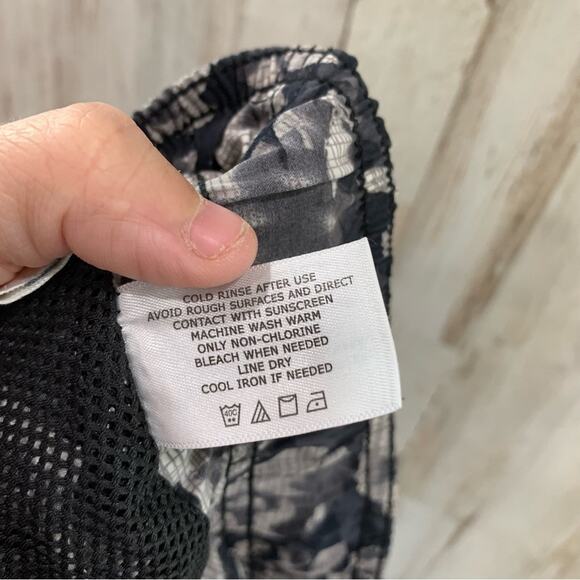 COLD RINSE AFTER USE
AVOID ROUGH SURFACES AND DIRECT
CONTACT WITH SUNSCREEN
MACHINE WASH WARM
ONLY NON-CHLORINE
BLEACH WHEN NEEDED
LINE DRY
COOL IRON IF NEEDED
40C